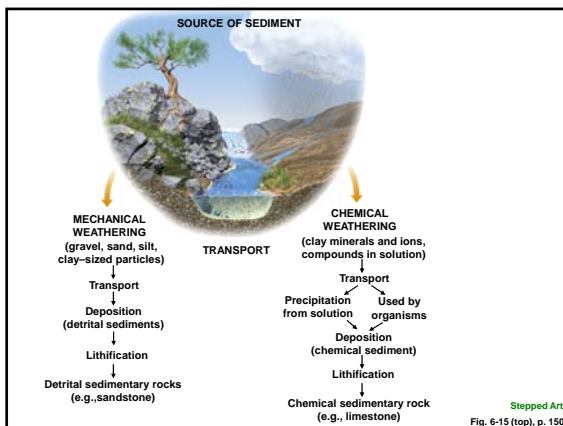 SOURCE OF SEDIMENT
MECHANICAL
WEATHERING
(gravel, sand, silt,
clay–sized particles)
Transport
Deposition
(detrital sediments)
Lithification
Detrital sedimentary rocks
(e.g.,sandstone)
TRANSPORT
CHEMICAL
WEATHERING
(clay minerals and ions,
compounds in solution)
Transport
Precipitation
from solution
Used by
organisms
Deposition
(chemical sediment)
Lithification
Chemical sedimentary rock
(e.g., limestone)
Stepped Art
Fig. 6-15 (top), p. 150